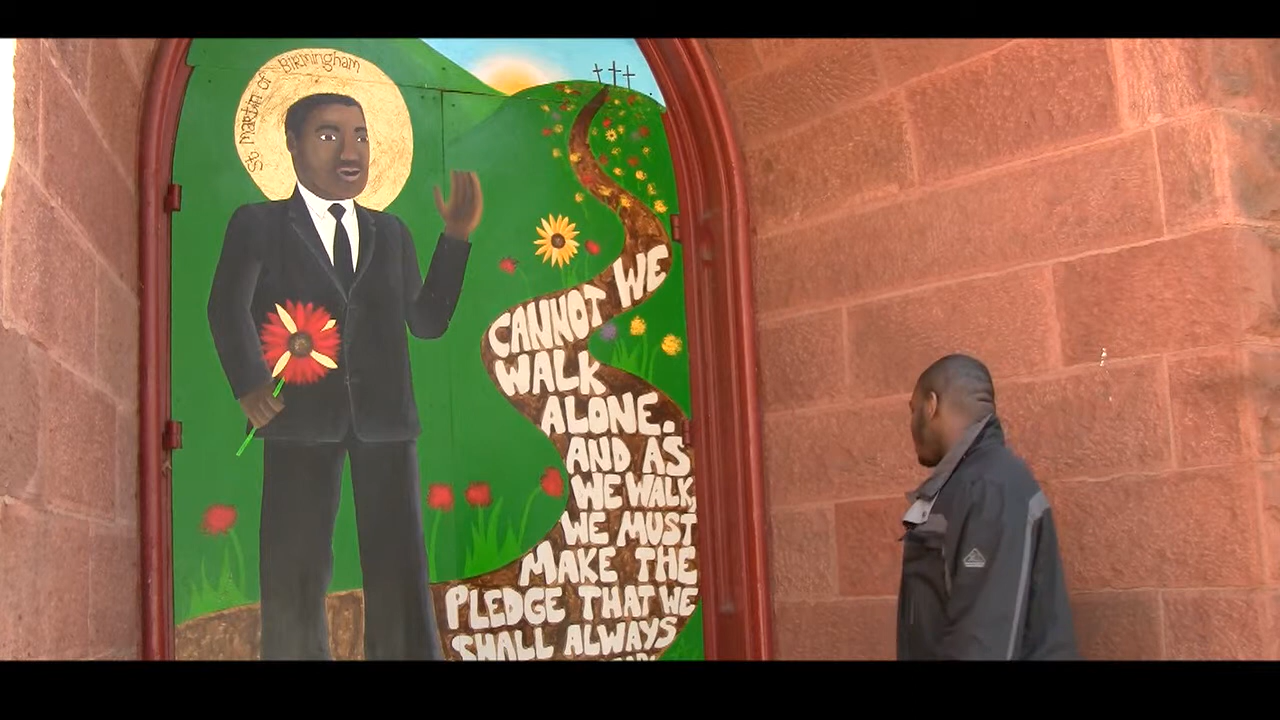 St. Martin of Birmingham
WE
CANNOT
WALK
ALONE.
AND AS
WE WALK,
WE MUST
MAKE THE
PLEDGE THAT WE
SHALL ALWAYS